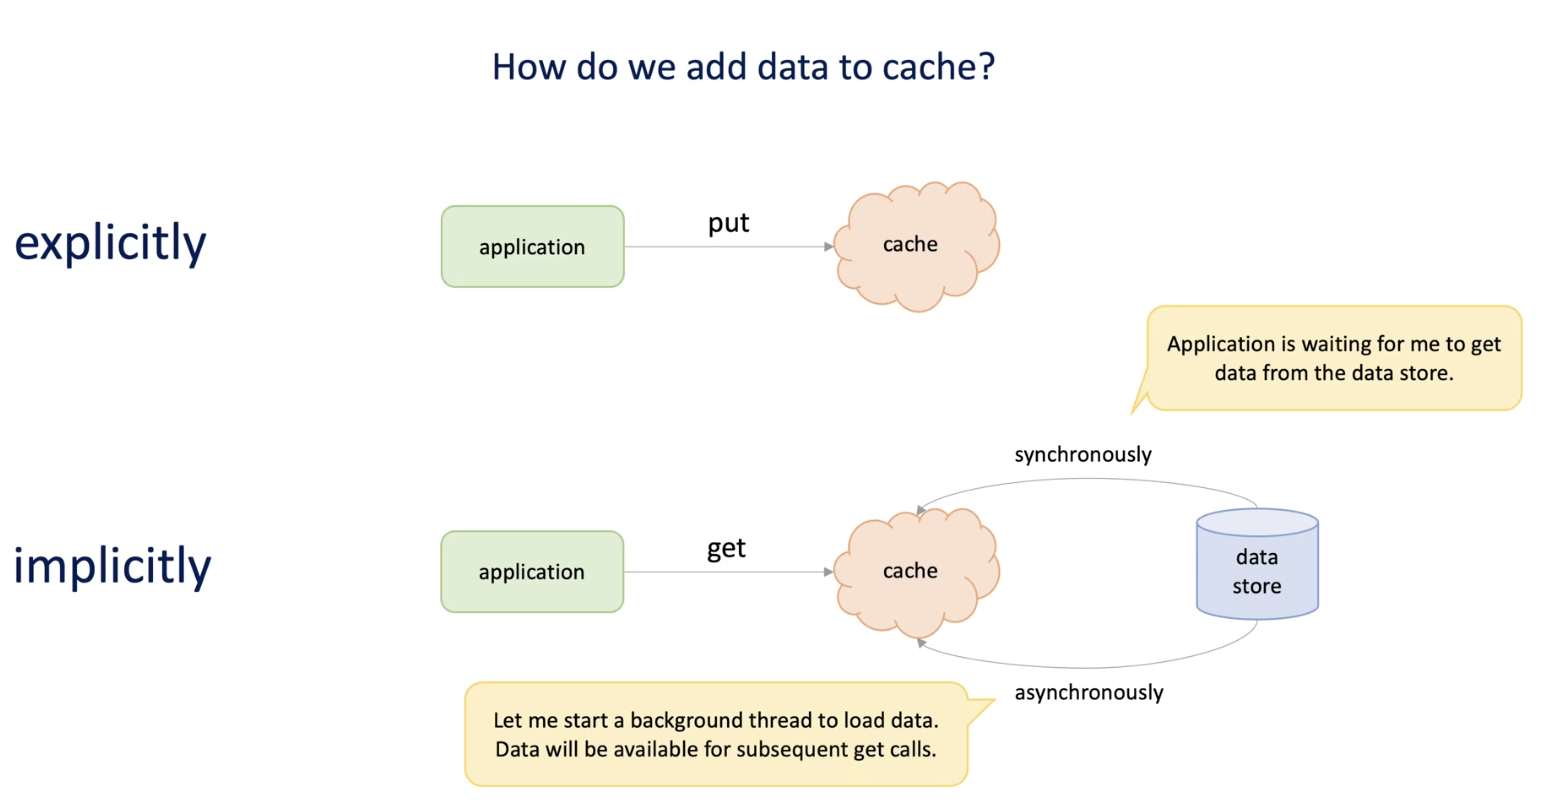 How do we add data to cache?
explicitly
application
put
cache
Application is waiting for me to get
data from the data store.
synchronously
implicitly
application
get
cache
data
store
asynchronously
Let me start a background thread to load data.
Data will be available for subsequent get calls.